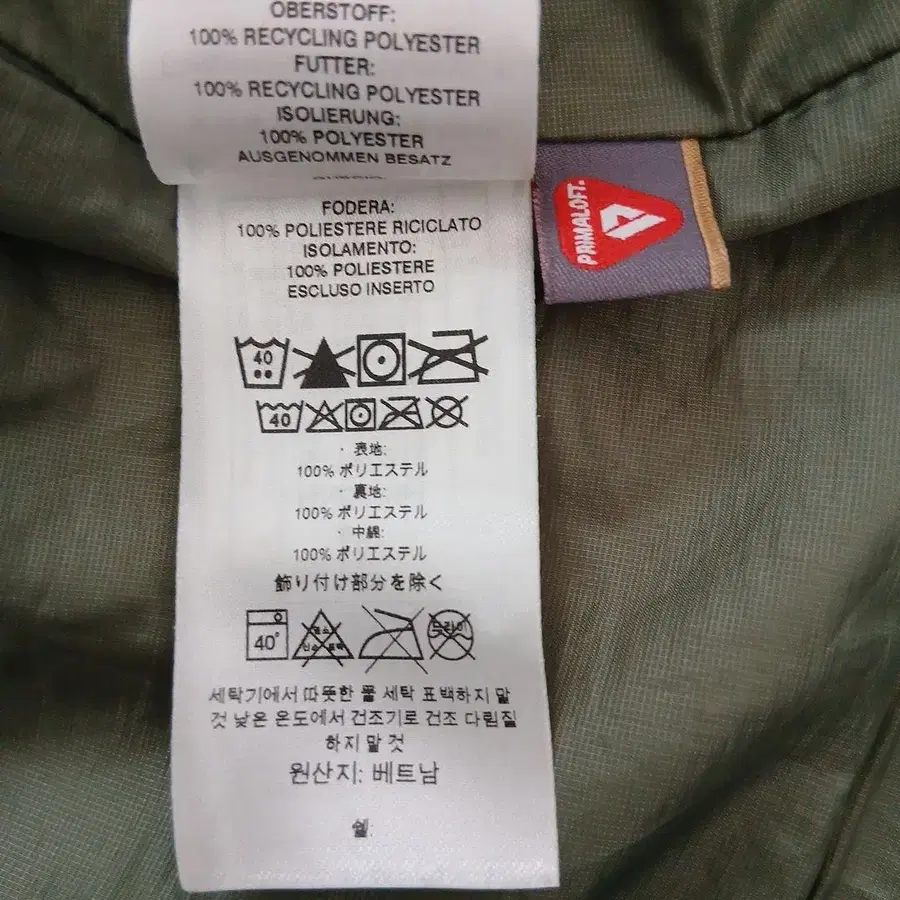 OBERSTOFF:
100% RECYCLING POLYESTER
FUTTER:
100% RECYCLING POLYESTER
ISOLIERUNG:
100% POLYESTER
AUSGENOMMEN BESATZ
PRIMALOFT
FODERA:
100% POLIESTERE RICICLATO
ISOLAMENTO:
100% POLIESTERE
ESCLUSO INSERTO
40
40
· 表地:
100% ポリエステル
· 裏地:
100% ポリエステル
· 中綿:
100% ポリエステル
飾り付け部分を除く
40°
드라이
세탁기에서 따뜻한 물 세탁 표백하지 말
것 낮은 온도에서 건조기로 건조 다림질
하지 말 것
원산지: 베트남
쉘: